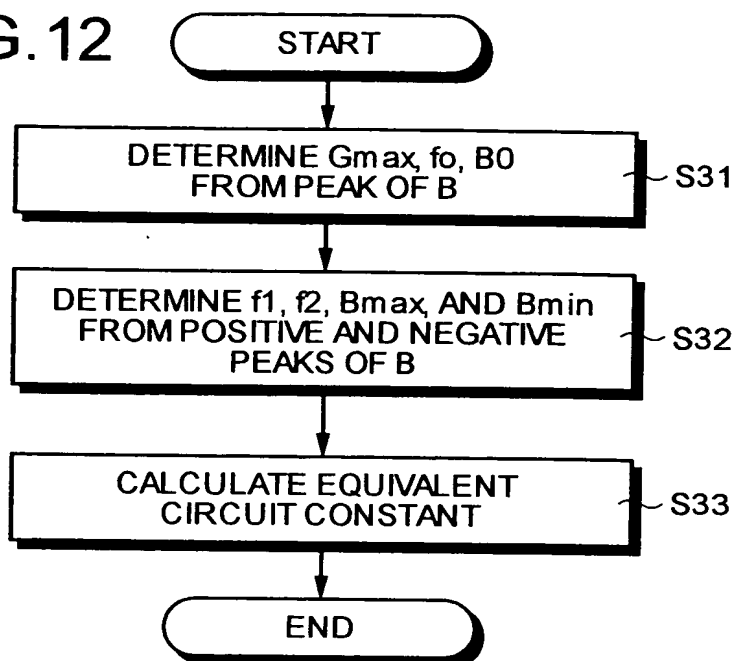 G.12
START
DETERMINE Gmax, fo, B0
FROM PEAK OF B
S31
DETERMINE f1, f2, Bmax, AND Bmin
FROM POSITIVE AND NEGATIVE
PEAKS OF B
S32
CALCULATE EQUIVALENT
CIRCUIT CONSTANT
S33
END